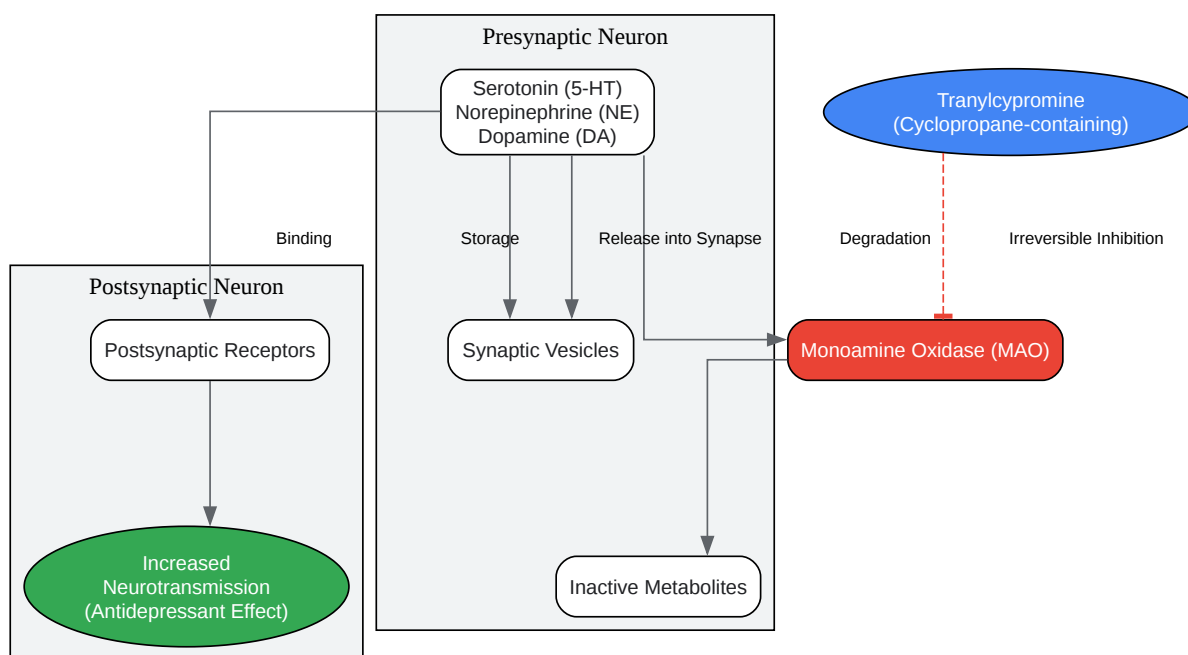 Presynaptic Neuron
Serotonin (5-HT)
Norepinephrine (NE)
Dopamine (DA)
Tranylcypromine
(Cyclopropane-containing)
Binding
Storage
Release into Synapse
Degradation
Irreversible Inhibition
Postsynaptic Neuron
Postsynaptic Receptors
Synaptic Vesicles
Monoamine Oxidase (MAO)
Increased
Neurotransmission
(Antidepressant Effect)
Inactive Metabolites